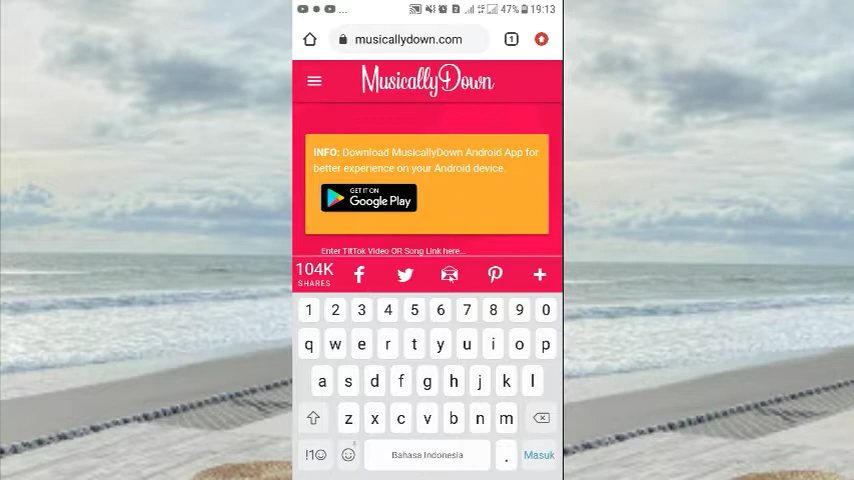 ... 47% 19:13
musicallydown.com 1
MusicallyDown
INFO: Download MusicallyDown Android App for
better experience on your Android device.
GET IT ON
Google Play
Enter TitTok Video OR Song Link here...
104K
SHARES
1 2 3 4 5 6 7 8 9 0
q w e r t y u i o p
a s d f g h j k l
z x c v b n m
!1☺ Bahasa Indonesia . Masuk